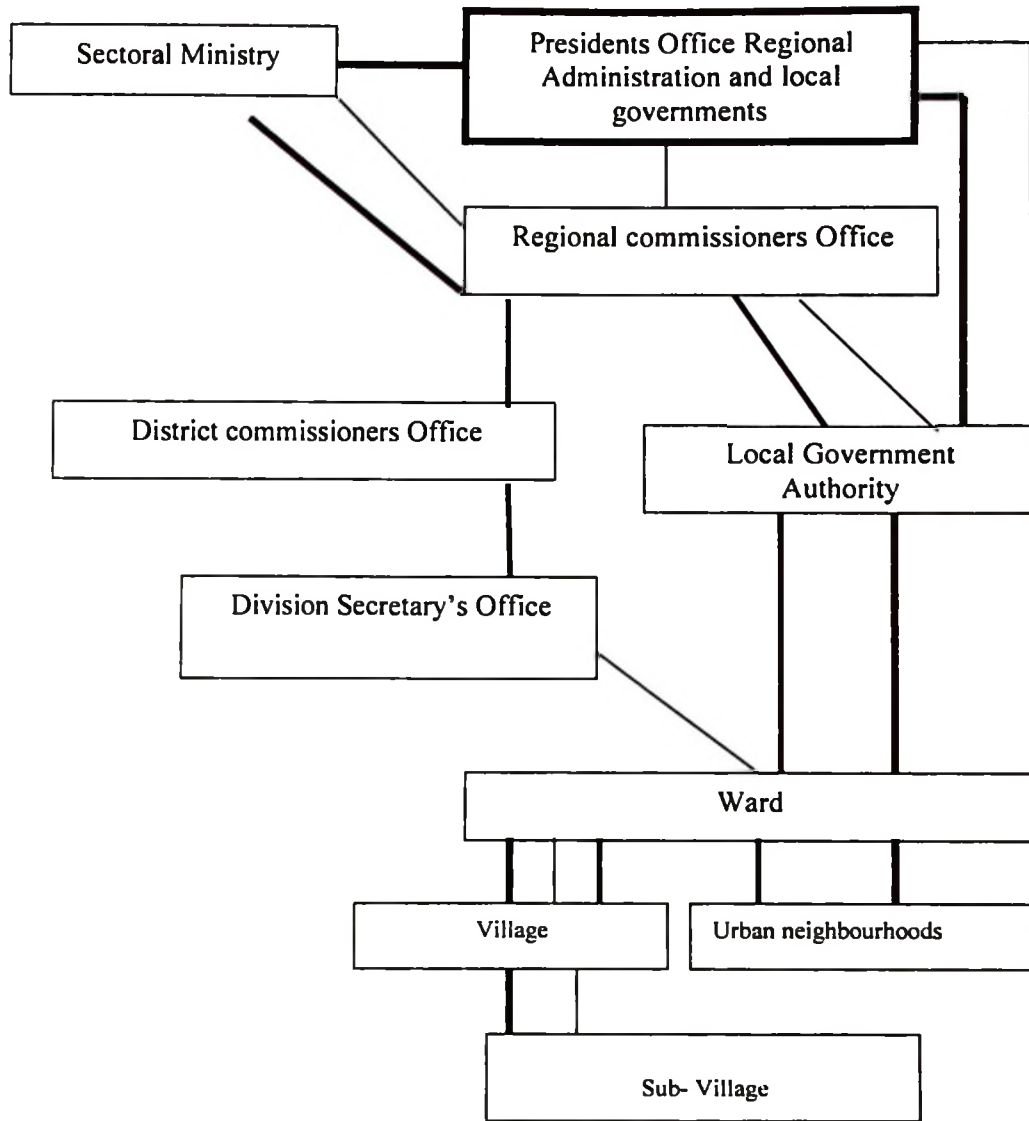 Sectoral Ministry
Presidents Office Regional
Administration and local
governments
Regional commissioners Office
District commissioners Office
Local Government
Authority
Division Secretary's Office
Ward
Village
Urban neighbourhoods
Sub- Village